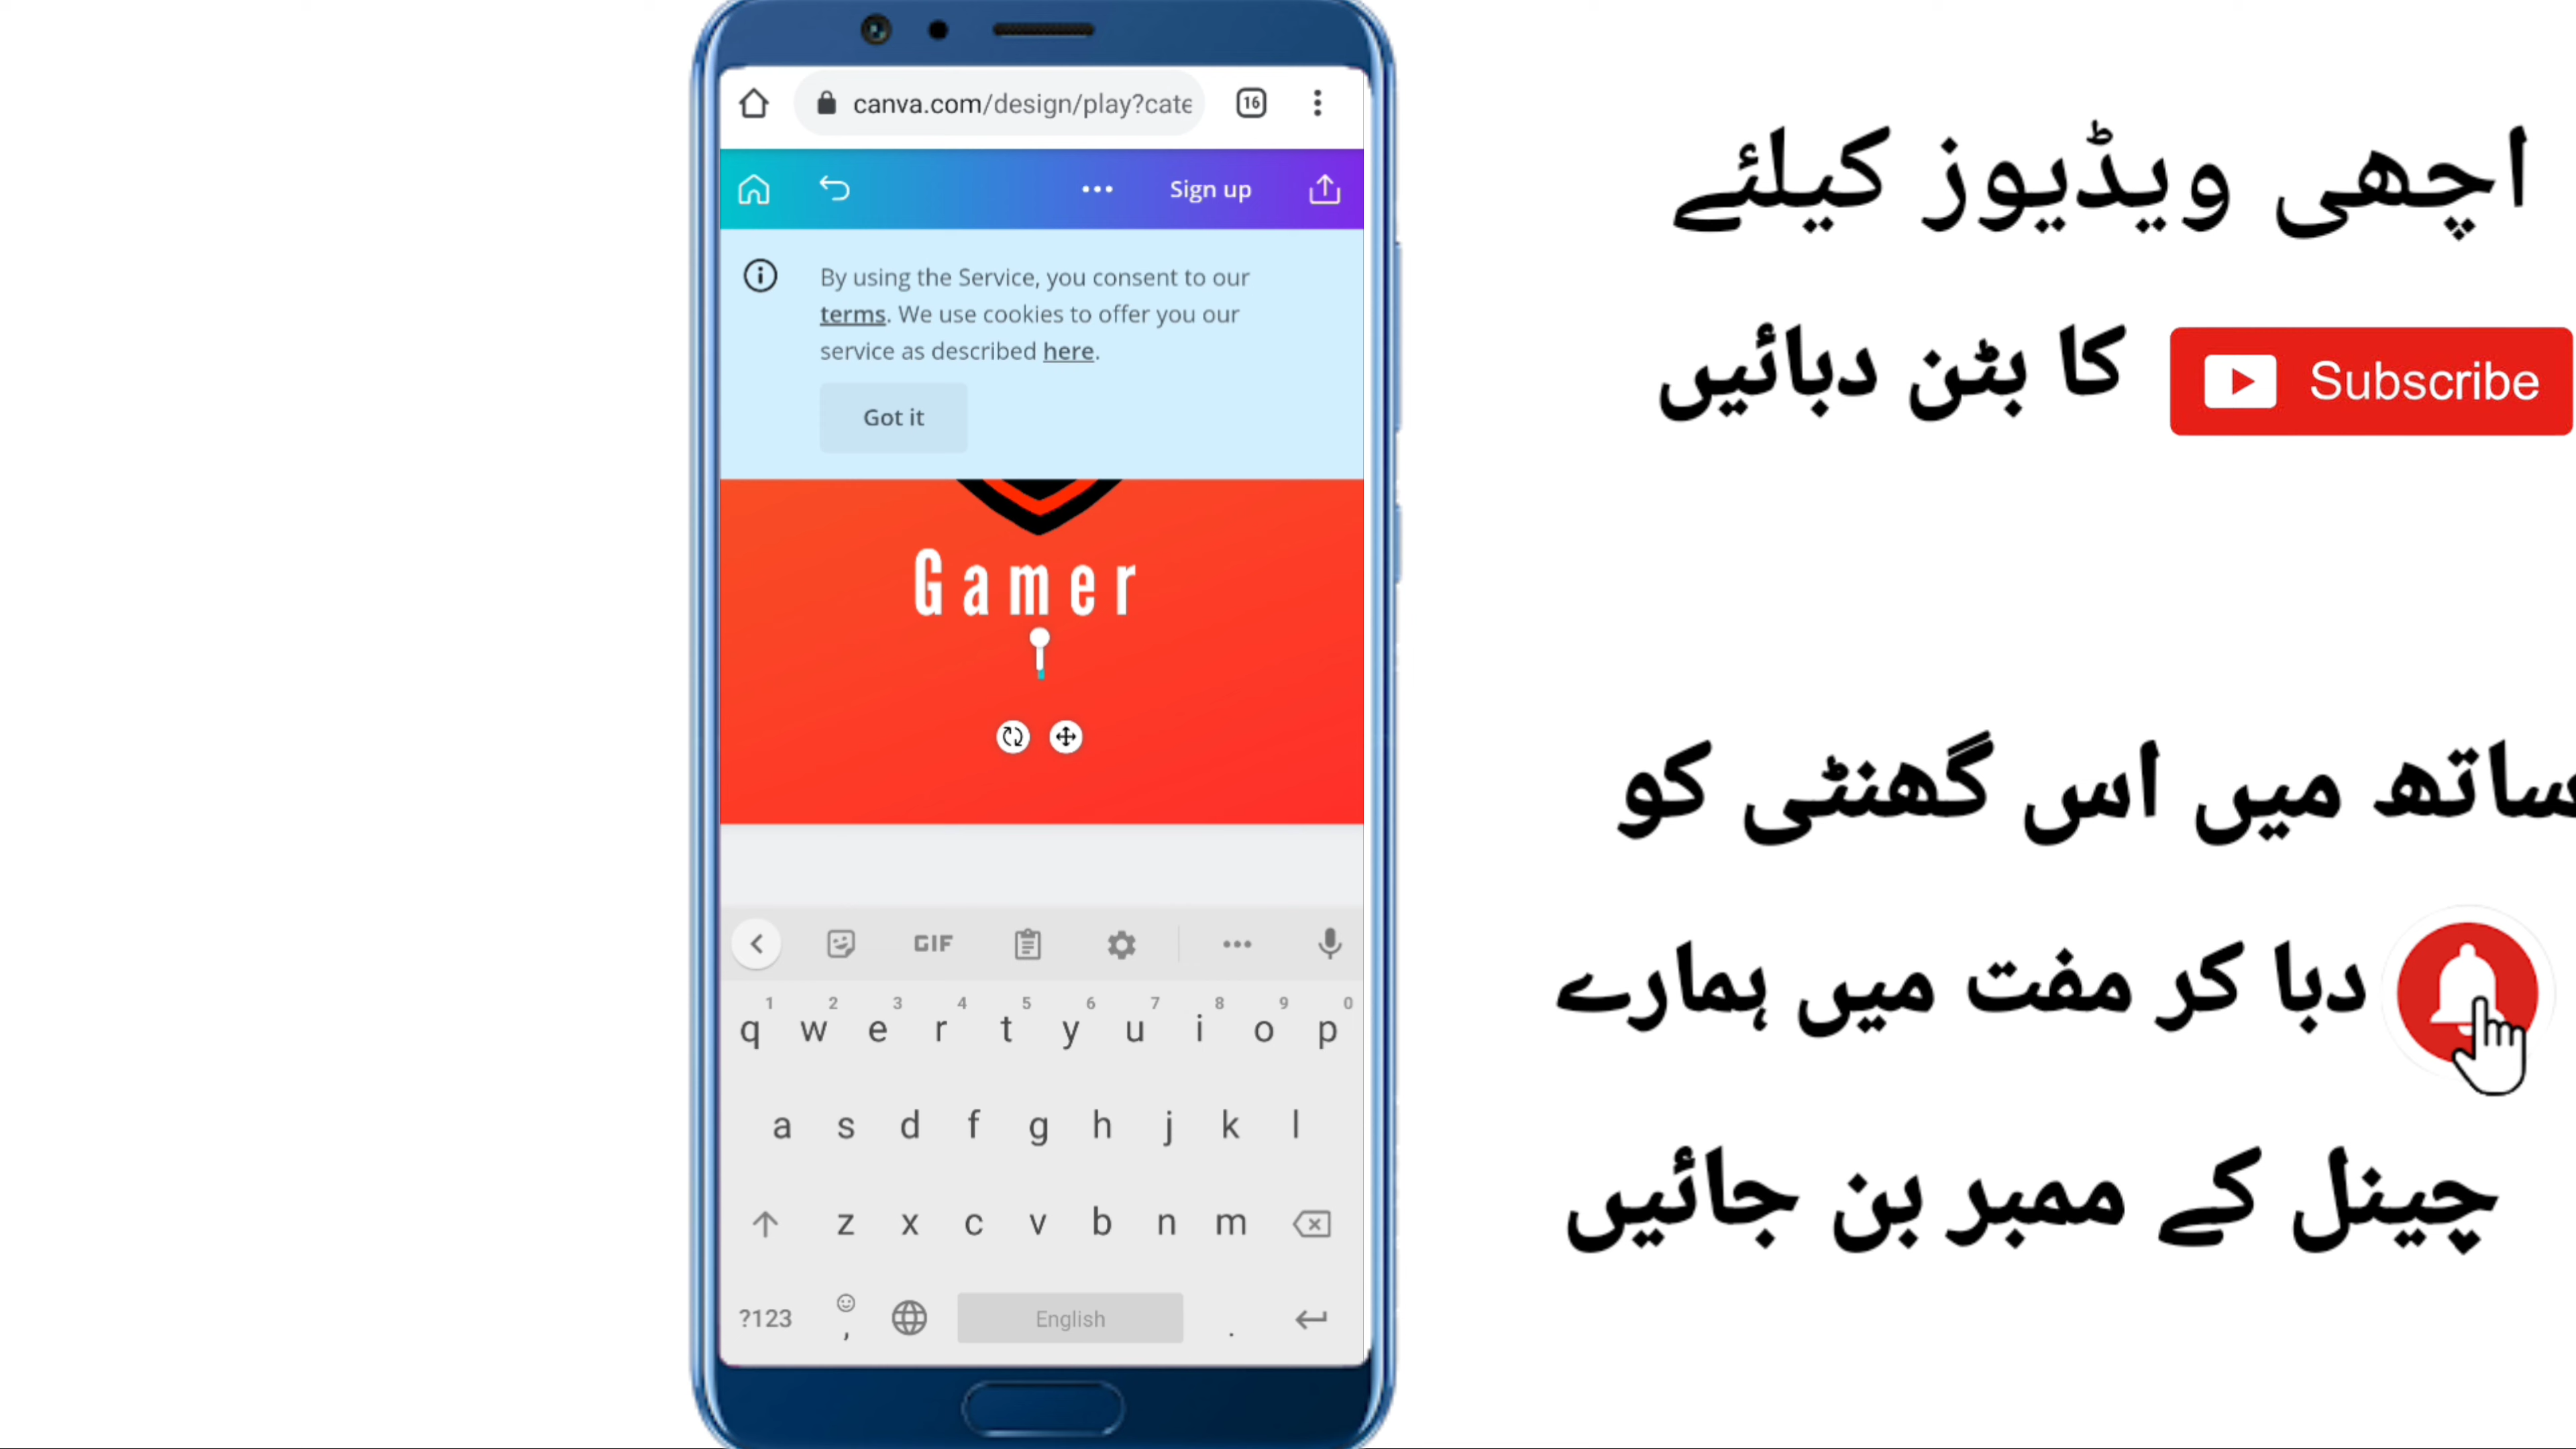 canva.com/design/play?cate
16
Sign up
By using the Service, you consent to our
terms. We use cookies to offer you our
service as described here.
Got it
Gamer
GIF
1 2 3 4 5 6 7 8 9 0
q w e r t y u i o p
a s d f g h j k l
z x c v b n m
?123 , English .
اچھی ویڈیوز کیلئے
Subscribe کا بٹن دبائیں
ساتھ میں اس گھنٹی کو
دبا کر مفت میں ہمارے
چینل کے ممبر بن جائیں